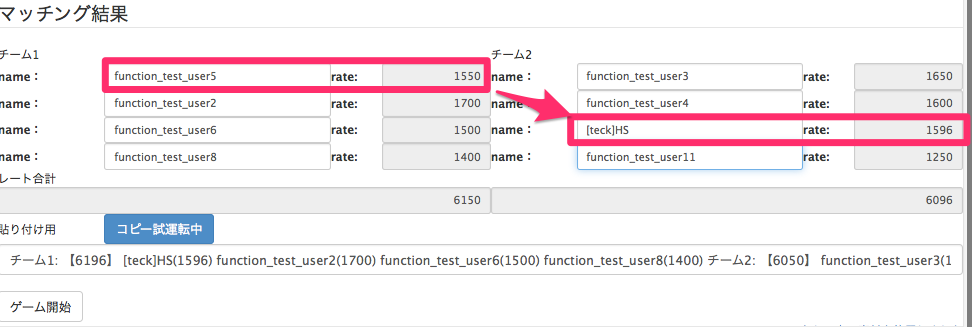 マッチング結果
チーム1 チーム2
name： function_test_user5 rate: 1550 name： function_test_user3 rate: 1650
name： function_test_user2 rate: 1700 name： function_test_user4 rate: 1600
name： function_test_user6 rate: 1500 name： [teck]HS rate: 1596
name： function_test_user8 rate: 1400 name： function_test_user11 rate: 1250
レート合計
6150 6096
貼り付け用 コピー試運転中
チーム1: 【6196】 [teck]HS(1596) function_test_user2(1700) function_test_user6(1500) function_test_user8(1400) チーム2: 【6050】 function_test_user3(1
ゲーム開始